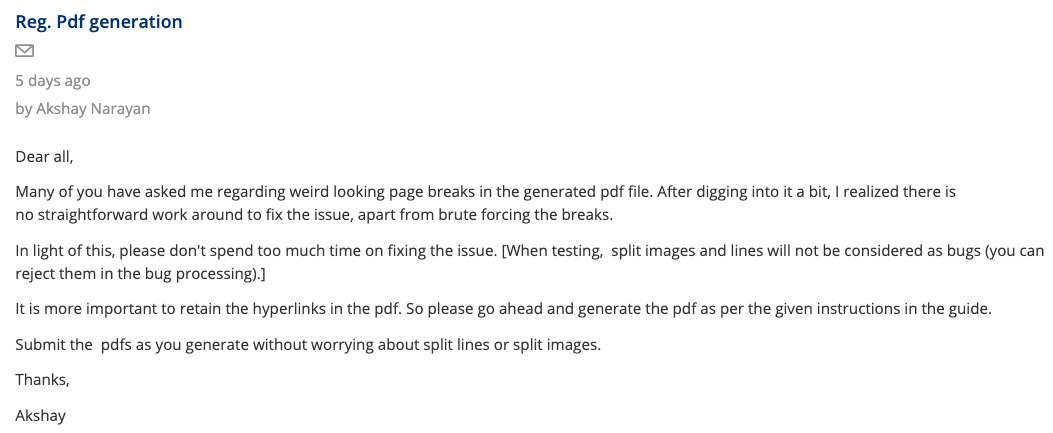 Reg. Pdf generation
5 days ago
by Akshay Narayan
Dear all,
Many of you have asked me regarding weird looking page breaks in the generated pdf file. After digging into it a bit, I realized there is
no straightforward work around to fix the issue, apart from brute forcing the breaks.
In light of this, please don't spend too much time on fixing the issue. [When testing,  split images and lines will not be considered as bugs (you can
reject them in the bug processing).]
It is more important to retain the hyperlinks in the pdf. So please go ahead and generate the pdf as per the given instructions in the guide.
Submit the  pdfs as you generate without worrying about split lines or split images.
Thanks,
Akshay